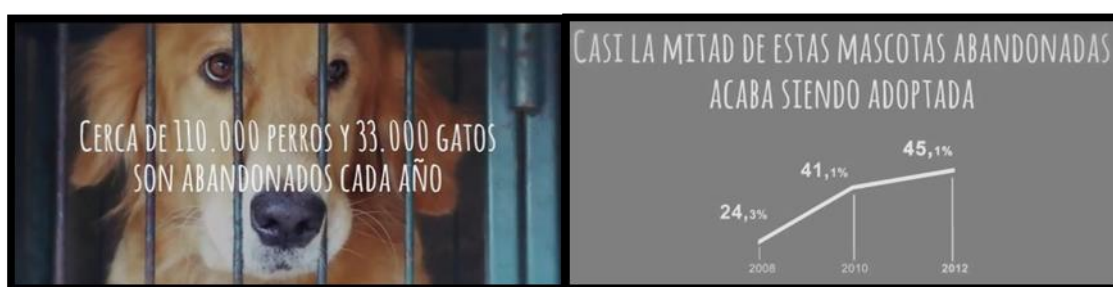 CERCA DE 110.000 PERROS Y 33.000 GATOS
SON ABANDONADOS CADA AÑO
CASI LA MITAD DE ESTAS MASCOTAS ABANDONADAS
ACABA SIENDO ADOPTADA
24,3%
41,1%
45,1%
2008
2010
2012